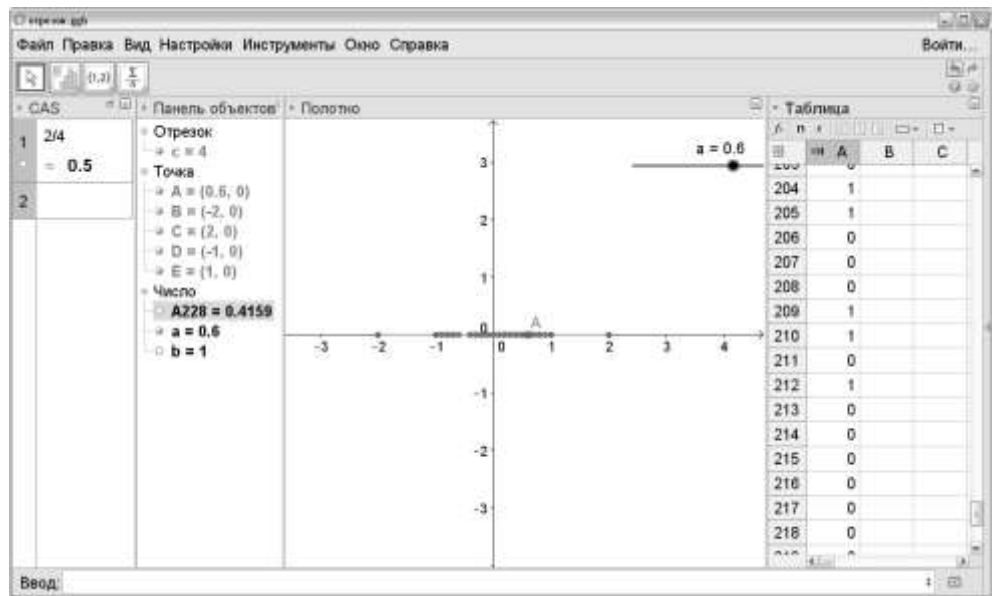 отрезок.ggb
Файл Правка Вид Настройки Инструменты Окно Справка
Войти...
CAS
Панель объектов
Полотно
Таблица
1
2/4
= 0.5
2
Отрезок
c = 4
Точка
A = (0.6, 0)
B = (-2, 0)
C = (2, 0)
D = (-1, 0)
E = (1, 0)
Число
A228 = 0.4159
a = 0.6
b = 1
a = 0.6
A
3
2
1
0
-3 -2 -1 0 1 2 3 4
-1
-2
-3
A B C
204 1
205 1
206 0
207 0
208 0
209 1
210 1
211 0
212 1
213 0
214 0
215 0
216 0
217 0
218 0
Ввод: